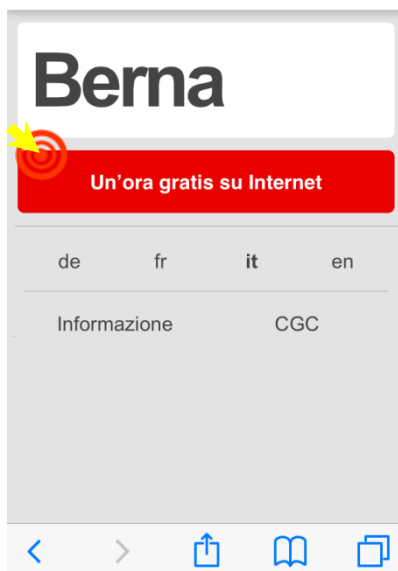 Berna
Un’ora gratis su Internet
de fr it en
Informazione CGC